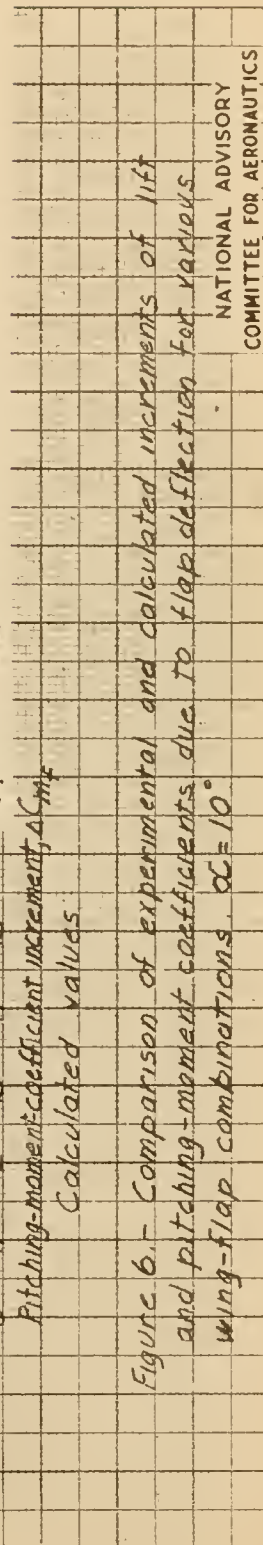 Pitching-moment-coefficient increment, ΔCmf
Calculated values
Figure 6.- Comparison of experimental and calculated increments of lift
and pitching-moment coefficients due to flap deflection for various
wing-flap combinations. α = 10°
NATIONAL ADVISORY
COMMITTEE FOR AERONAUTICS